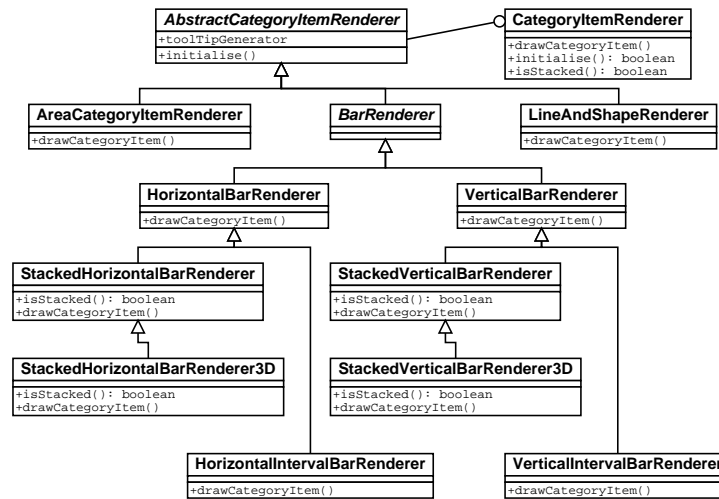 AbstractCategoryItemRenderer
+toolTipGenerator
+initialise()
CategoryItemRenderer
+drawCategoryItem()
+initialise(): boolean
+isStacked(): boolean
AreaCategoryItemRenderer
+drawCategoryItem()
BarRenderer
LineAndShapeRenderer
+drawCategoryItem()
HorizontalBarRenderer
+drawCategoryItem()
VerticalBarRenderer
+drawCategoryItem()
StackedHorizontalBarRenderer
+isStacked(): boolean
+drawCategoryItem()
StackedVerticalBarRenderer
+isStacked(): boolean
+drawCategoryItem()
StackedHorizontalBarRenderer3D
+isStacked(): boolean
+drawCategoryItem()
StackedVerticalBarRenderer3D
+isStacked(): boolean
+drawCategoryItem()
HorizontalIntervalBarRenderer
+drawCategoryItem()
VerticalIntervalBarRenderer
+drawCategoryItem()